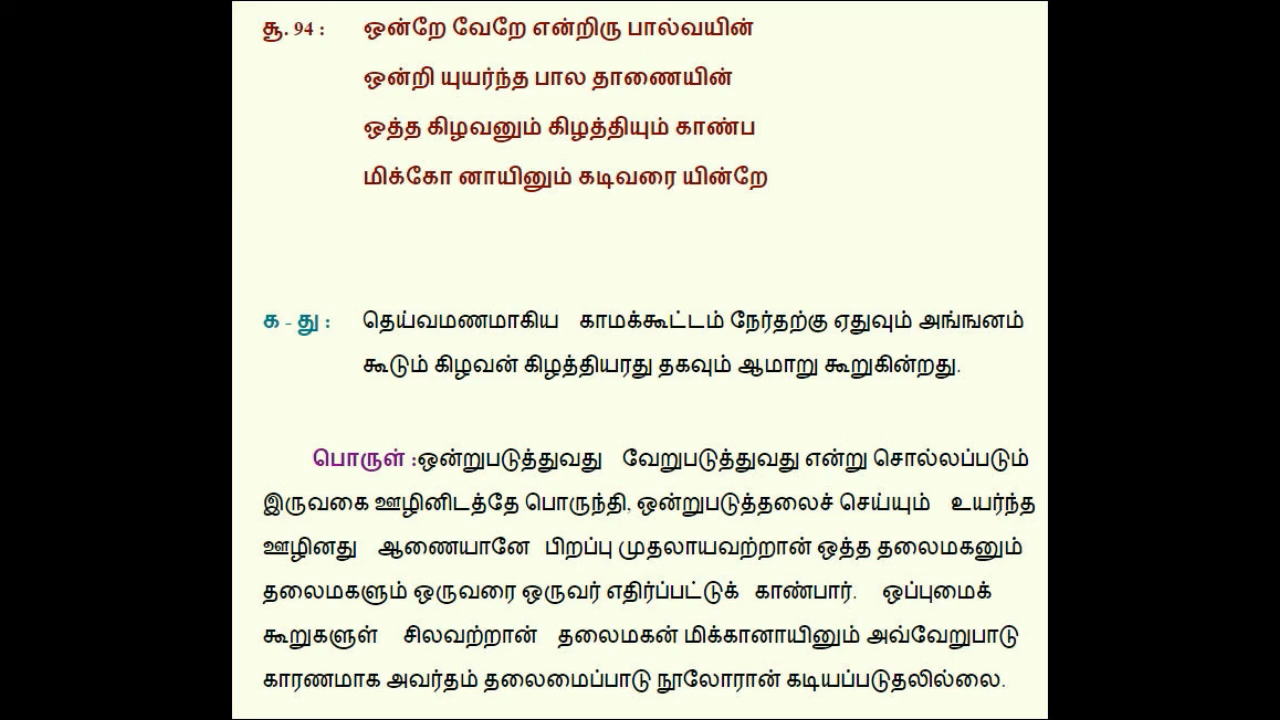 சூ. 94 : ஒன்றே வேறே என்றிரு பால்வயின்
ஒன்றி யுயர்ந்த பால தாணையின்
ஒத்த கிழவனும் கிழத்தியும் காண்ப
மிக்கோ னாயினும் கடிவரை யின்றே
க - து : தெய்வமணமாகிய காமக்கூட்டம் நேர்தற்கு ஏதுவும் அங்ஙனம்
கூடும் கிழவன் கிழத்தியரது தகவும் ஆமாறு கூறுகின்றது.
பொருள் :ஒன்றுபடுத்துவது வேறுபடுத்துவது என்று சொல்லப்படும்
இருவகை ஊழினிடத்தே பொருந்தி, ஒன்றுபடுத்தலைச் செய்யும் உயர்ந்த
ஊழினது ஆணையானே பிறப்பு முதலாயவற்றான் ஒத்த தலைமகனும்
தலைமகளும் ஒருவரை ஒருவர் எதிர்ப்பட்டுக் காண்பார். ஒப்புமைக்
கூறுகளுள் சிலவற்றான் தலைமகன் மிக்கானாயினும் அவ்வேறுபாடு
காரணமாக அவர்தம் தலைமைப்பாடு நூலோரான் கடியப்படுதலில்லை.